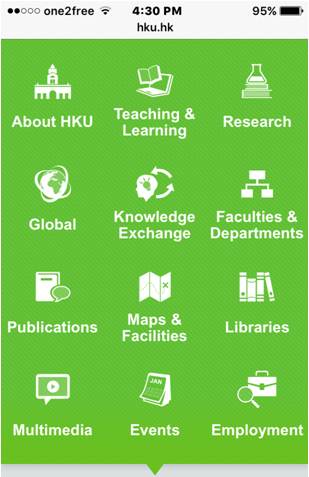 one2free 4:30 PM 95%
hku.hk
About HKU
Teaching &
Learning
Research
Global
Knowledge
Exchange
Faculties &
Departments
Publications
Maps &
Facilities
Libraries
Multimedia
JAN
Events
Employment